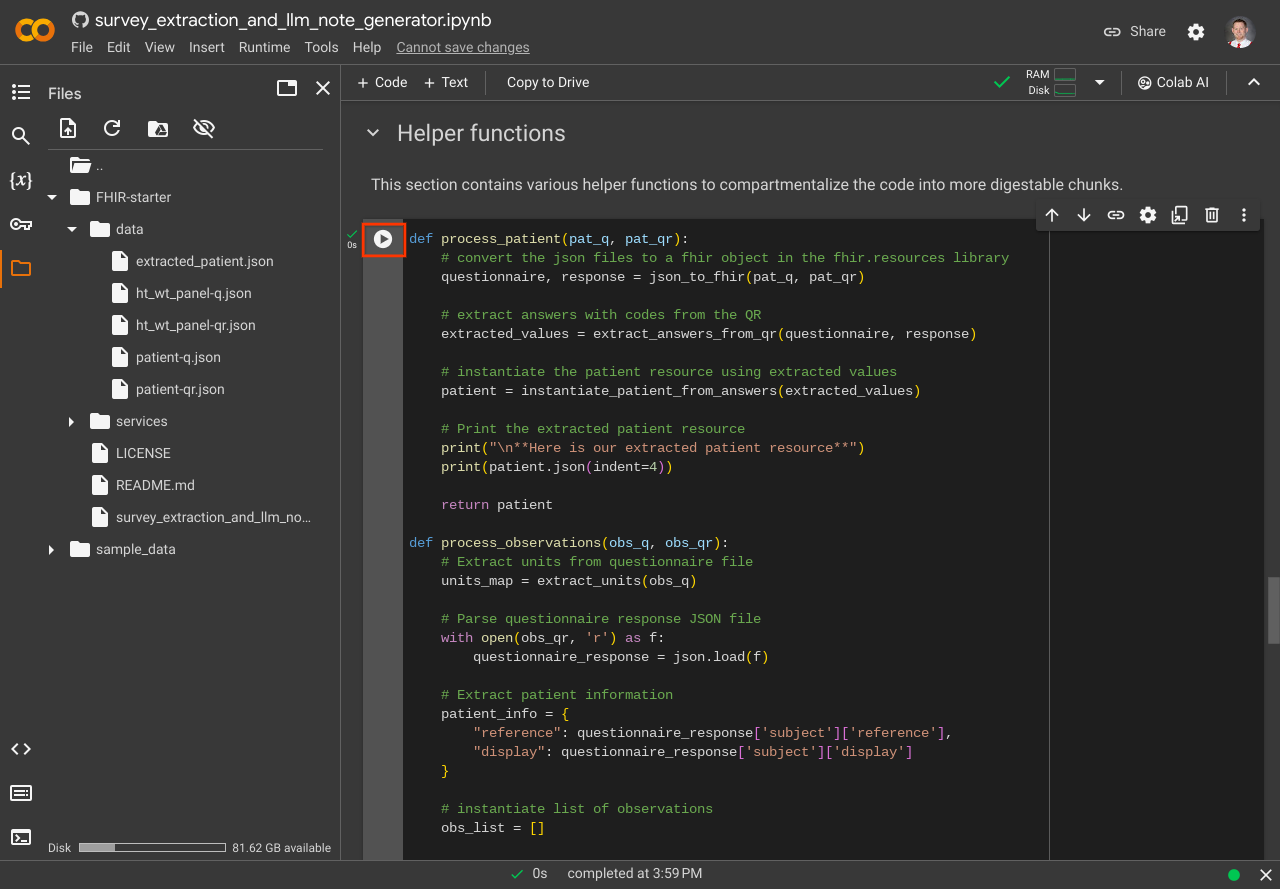 survey_extraction_and_llm_note_generator.ipynb
File Edit View Insert Runtime Tools Help Cannot save changes
Share
Files
+ Code + Text Copy to Drive
RAM
Disk
Colab AI
{x}
..
FHIR-starter
data
extracted_patient.json
ht_wt_panel-q.json
ht_wt_panel-qr.json
patient-q.json
patient-qr.json
services
LICENSE
README.md
survey_extraction_and_llm_no...
sample_data
Disk 81.62 GB available
Helper functions
This section contains various helper functions to compartmentalize the code into more digestable chunks.
0s
def process_patient(pat_q, pat_qr):
# convert the json files to a fhir object in the fhir.resources library
questionnaire, response = json_to_fhir(pat_q, pat_qr)
# extract answers with codes from the QR
extracted_values = extract_answers_from_qr(questionnaire, response)
# instantiate the patient resource using extracted values
patient = instantiate_patient_from_answers(extracted_values)
# Print the extracted patient resource
print("\n**Here is our extracted patient resource**")
print(patient.json(indent=4))
return patient
def process_observations(obs_q, obs_qr):
# Extract units from questionnaire file
units_map = extract_units(obs_q)
# Parse questionnaire response JSON file
with open(obs_qr, 'r') as f:
questionnaire_response = json.load(f)
# Extract patient information
patient_info = {
"reference": questionnaire_response['subject']['reference'],
"display": questionnaire_response['subject']['display']
}
# instantiate list of observations
obs_list = []
0s completed at 3:59 PM